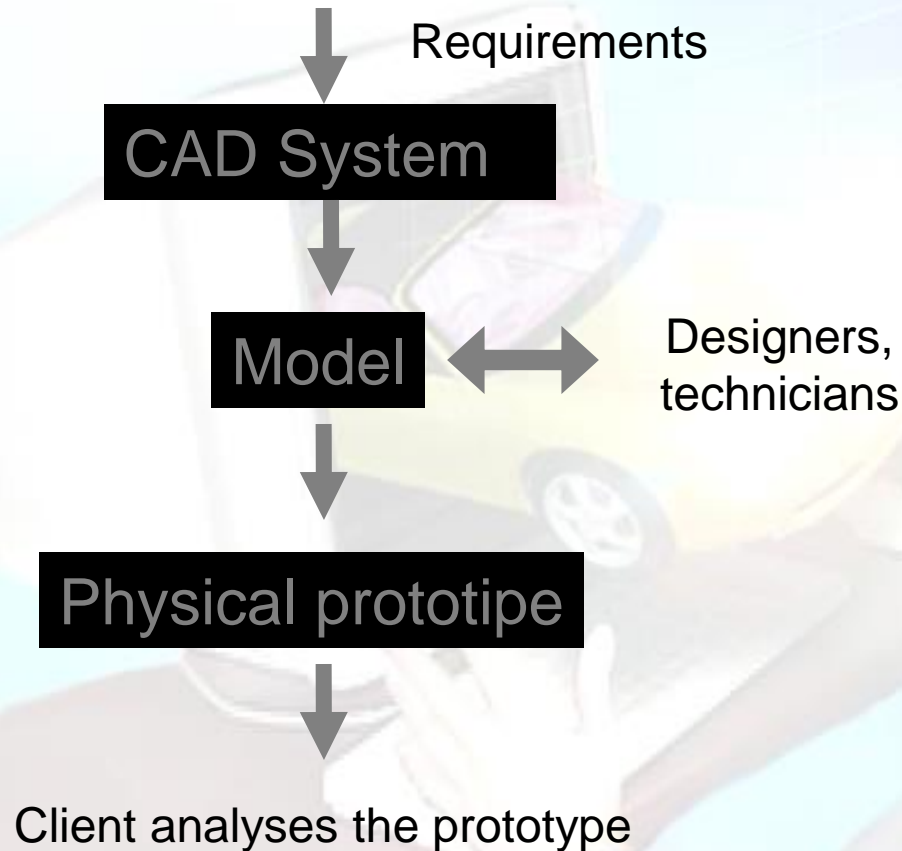 Requirements
CAD System
Model
Designers,
technicians
Physical prototipe
Client analyses the prototype